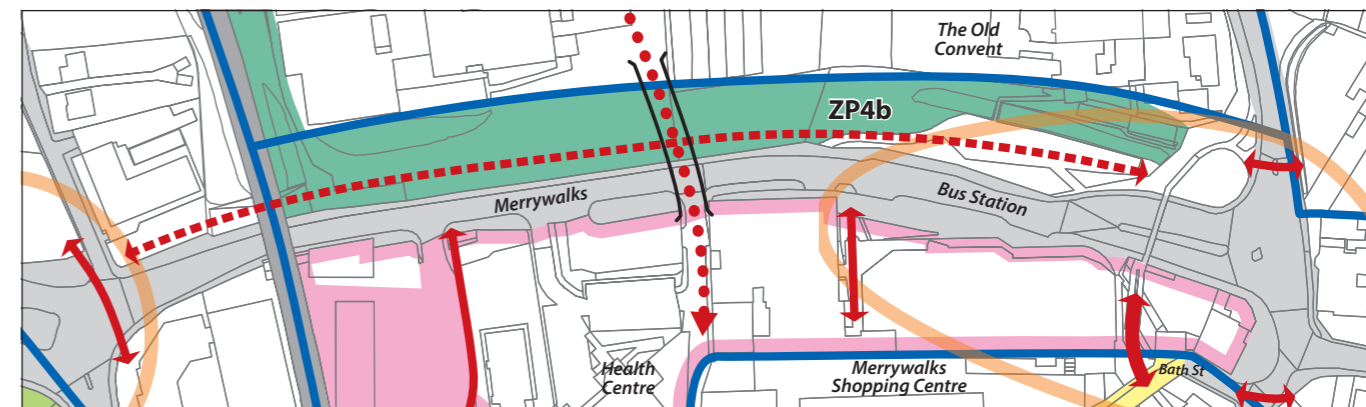 The Old
Convent
ZP4b
Merrywalks
Bus Station
Health
Centre
Merrywalks
Shopping Centre
Bath St